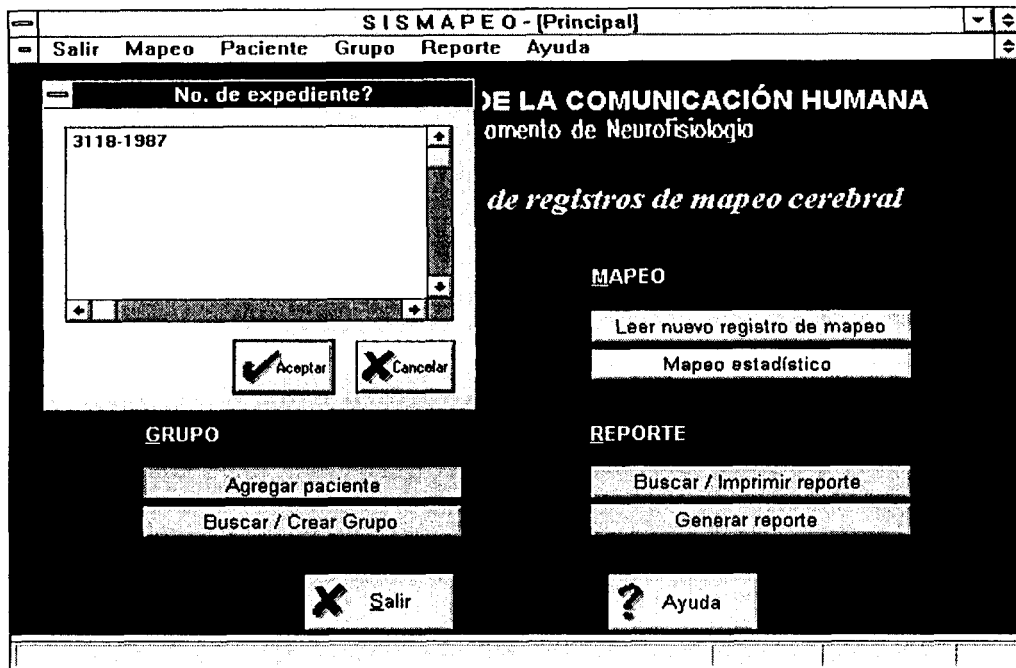 SISMAPEO-[Principal]
Salir Mapeo Paciente Grupo Reporte Ayuda
No. de expediente?
3118-1987
Aceptar Cancelar
DE LA COMUNICACIÓN HUMANA
amento de Neurofisiologia
de registros de mapeo cerebral
MAPEO
Leer nuevo registro de mapeo
Mapeo estadístico
GRUPO
Agregar paciente
Buscar / Crear Grupo
REPORTE
Buscar / Imprimir reporte
Generar reporte
Salir
Ayuda